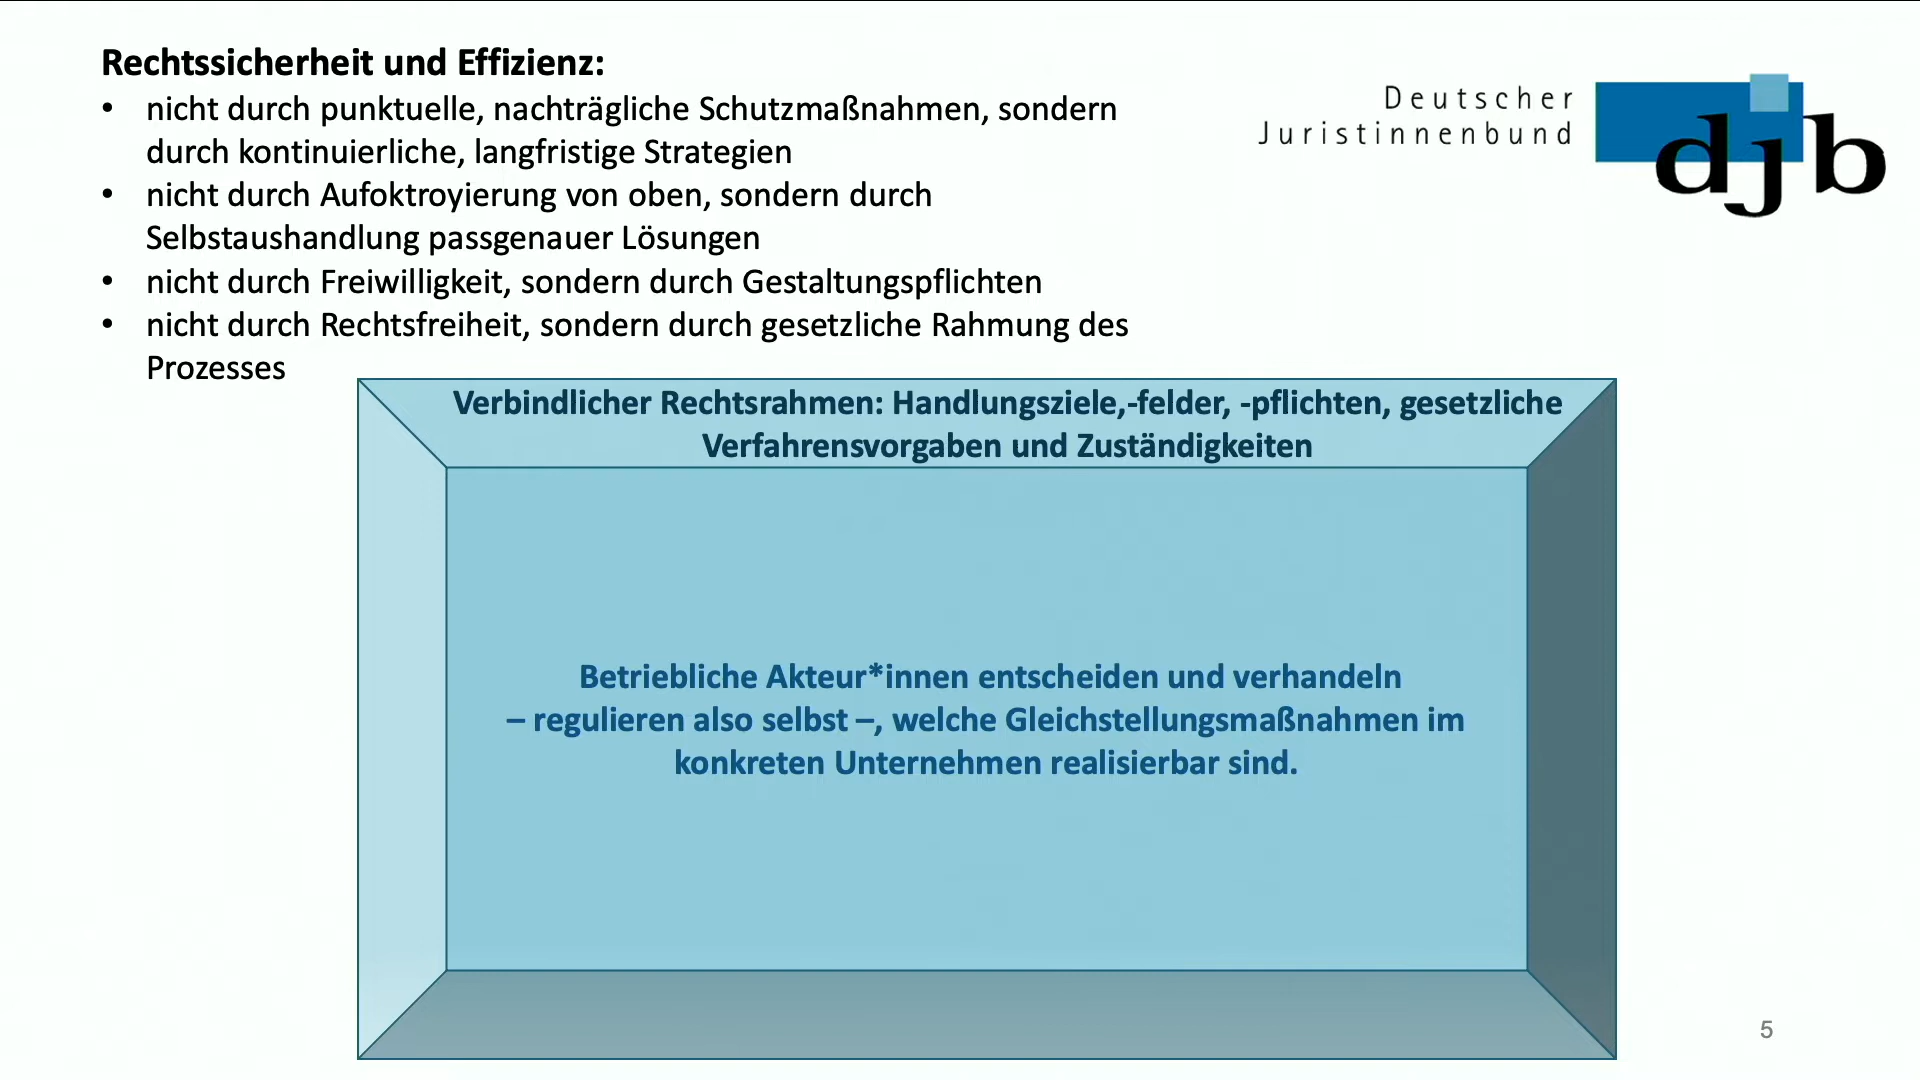 Rechtssicherheit und Effizienz:
• nicht durch punktuelle, nachträgliche Schutzmaßnahmen, sondern
durch kontinuierliche, langfristige Strategien
• nicht durch Aufoktroyierung von oben, sondern durch
Selbstaushandlung passgenauer Lösungen
• nicht durch Freiwilligkeit, sondern durch Gestaltungspflichten
• nicht durch Rechtsfreiheit, sondern durch gesetzliche Rahmung des
Prozesses
Deutscher
Juristinnenbund
djb
Verbindlicher Rechtsrahmen: Handlungsziele,-felder, -pflichten, gesetzliche
Verfahrensvorgaben und Zuständigkeiten
Betriebliche Akteur*innen entscheiden und verhandeln
– regulieren also selbst –, welche Gleichstellungsmaßnahmen im
konkreten Unternehmen realisierbar sind.
5